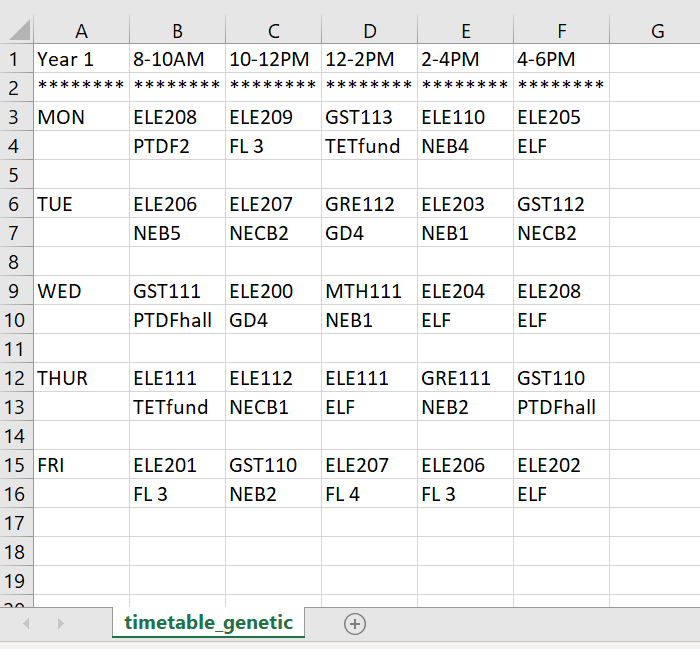 A B C D E F G
1 Year 1 8-10AM 10-12PM 12-2PM 2-4PM 4-6PM
2 ******** ******** ******** ******** ******** ********
3 MON ELE208 ELE209 GST113 ELE110 ELE205
4 PTDF2 FL 3 TETfund NEB4 ELF
5
6 TUE ELE206 ELE207 GRE112 ELE203 GST112
7 NEB5 NECB2 GD4 NEB1 NECB2
8
9 WED GST111 ELE200 MTH111 ELE204 ELE208
10 PTDFhall GD4 NEB1 ELF ELF
11
12 THUR ELE111 ELE112 ELE111 GRE111 GST110
13 TETfund NECB1 ELF NEB2 PTDFhall
14
15 FRI ELE201 GST110 ELE207 ELE206 ELE202
16 FL 3 NEB2 FL 4 FL 3 ELF
17
18
19
20
timetable_genetic